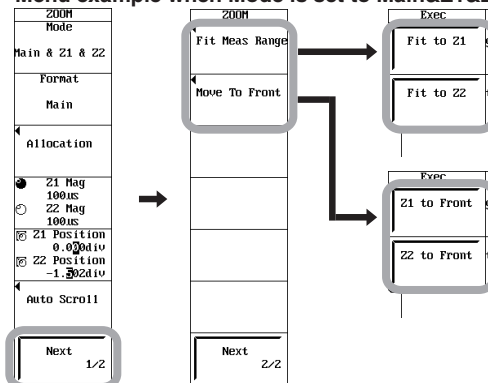 Menu example when Mode is set to Main&Z1&Z2
ZOOM
Mode
Main & Z1 & Z2
Format
Main
Allocation
Z1 Mag
100us
Z2 Mag
100us
Z1 Position
0.000div
Z2 Position
-1.502div
Auto Scroll
Next
1/2
ZOOM
Fit Meas Range
Move To Front
Next
2/2
Exec
Fit to Z1
Fit to Z2
Exec
Z1 to Front
Z2 to Front